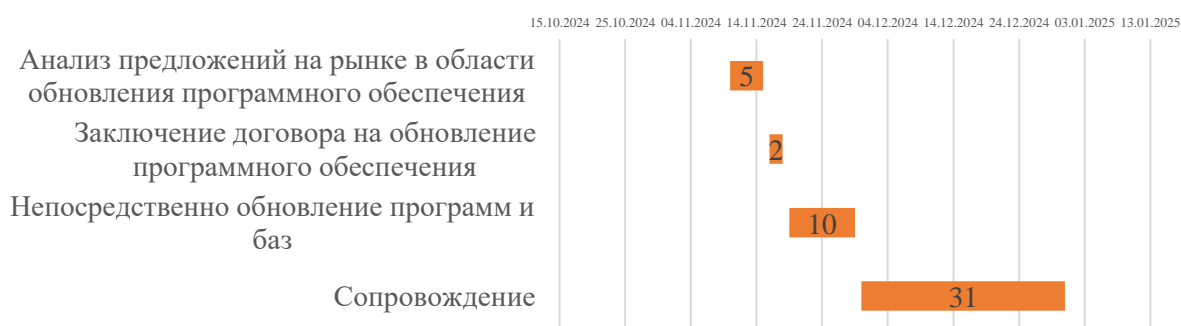 15.10.2024 25.10.2024 04.11.2024 14.11.2024 24.11.2024 04.12.2024 14.12.2024 24.12.2024 03.01.2025 13.01.2025
Анализ предложений на рынке в области
обновления программного обеспечения
5
Заключение договора на обновление
программного обеспечения
2
Непосредственно обновление программ и
баз
10
Сопровождение
31